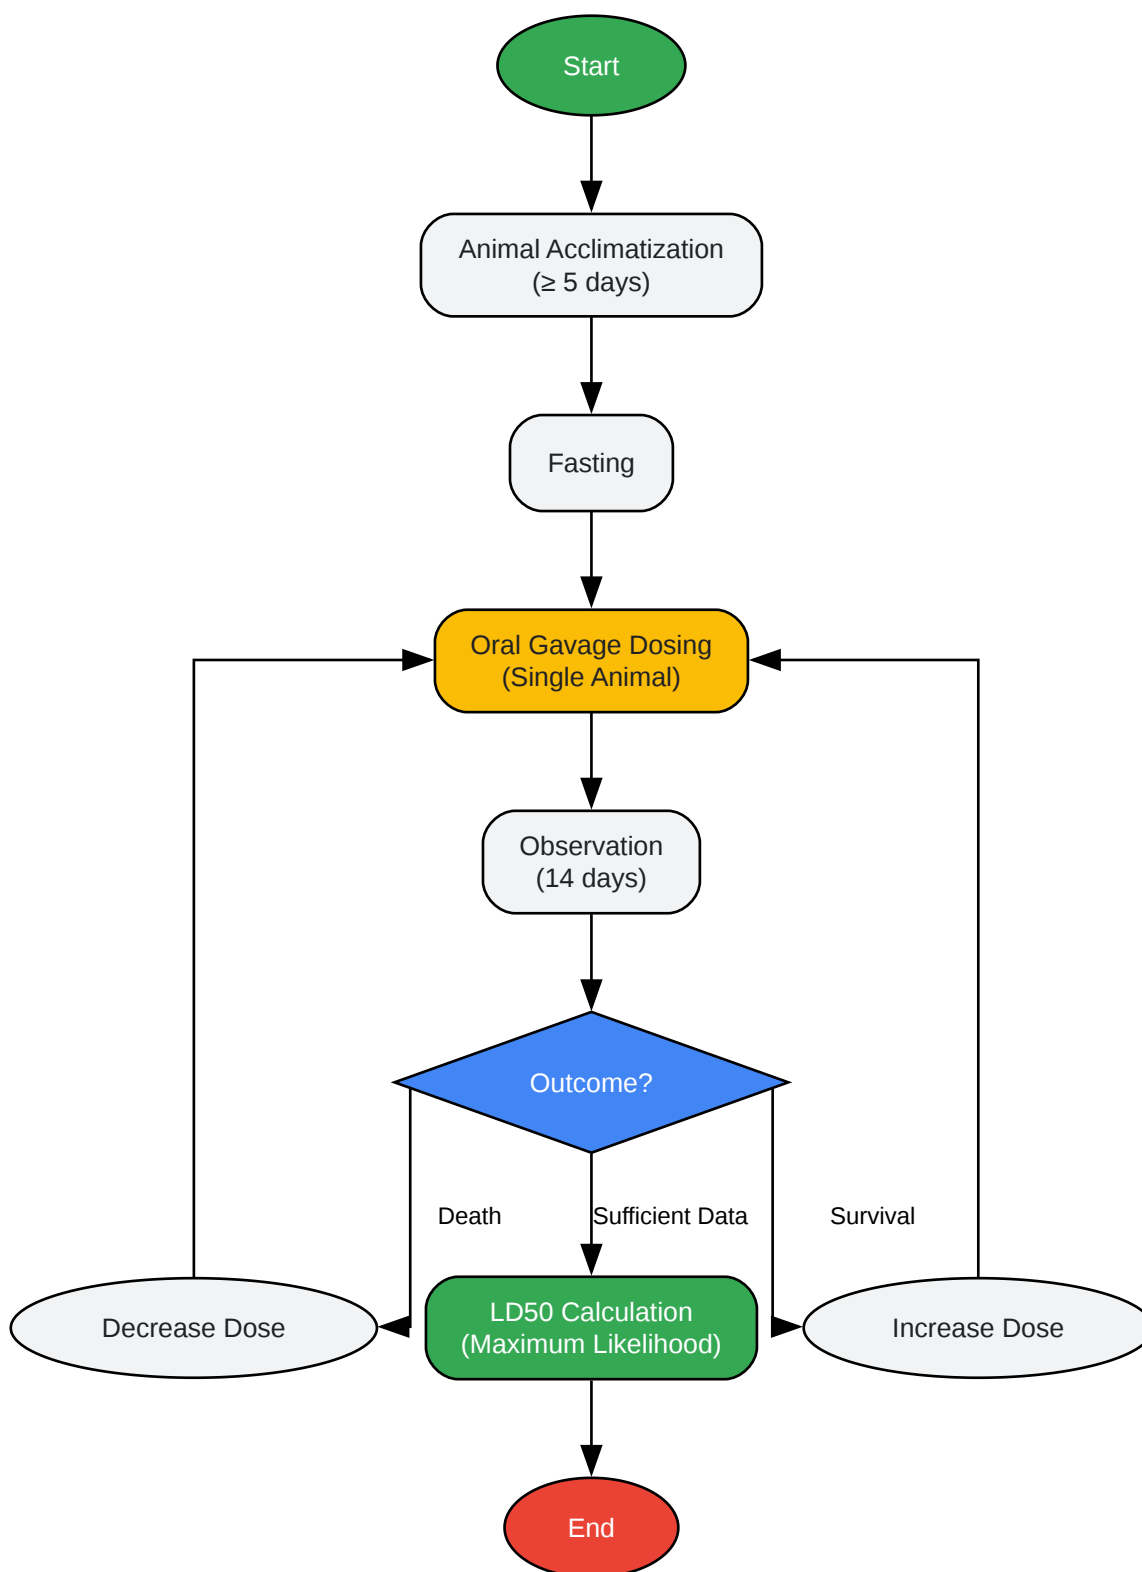 Start
Animal Acclimatization
(≥ 5 days)
Fasting
Oral Gavage Dosing
(Single Animal)
Observation
(14 days)
Outcome?
Death
Sufficient Data
Survival
Decrease Dose
LD50 Calculation
(Maximum Likelihood)
Increase Dose
End